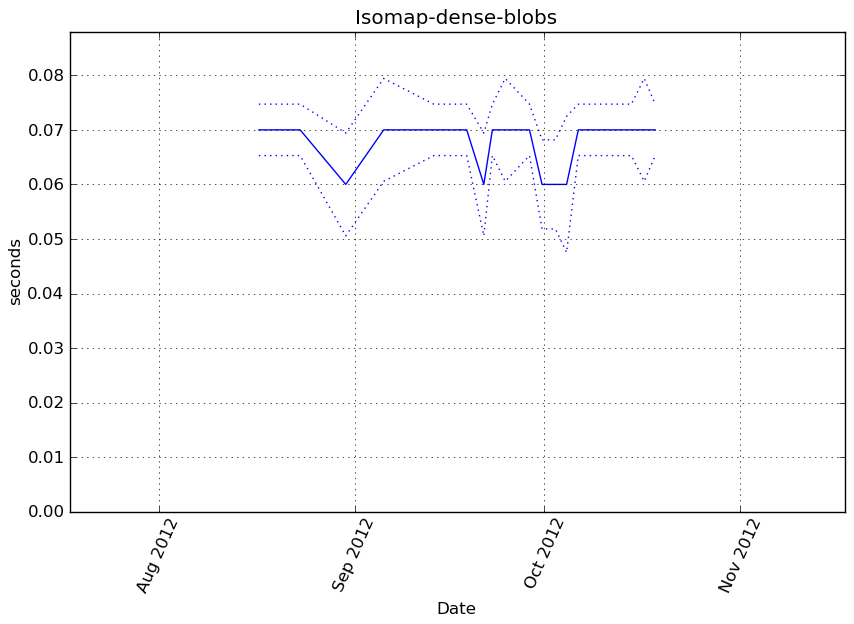 Isomap-dense-blobs
0.08
0.07
0.06
0.05
0.04
0.03
0.02
0.01
0.00
seconds
Aug 2012
Sep 2012
Oct 2012
Nov 2012
Date